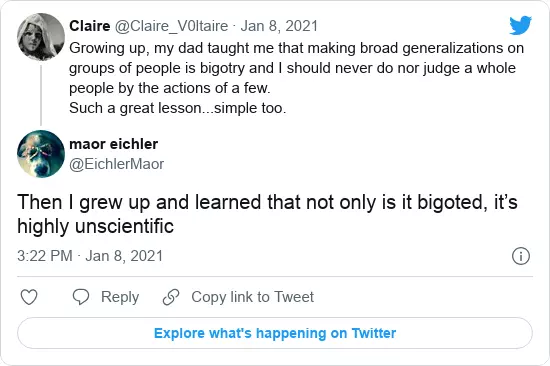 Claire @Claire_V0ltaire · Jan 8, 2021
Growing up, my dad taught me that making broad generalizations on
groups of people is bigotry and I should never do nor judge a whole
people by the actions of a few.
Such a great lesson...simple too.
maor eichler
@EichlerMaor
Then I grew up and learned that not only is it bigoted, it’s
highly unscientific
3:22 PM · Jan 8, 2021
Reply
Copy link to Tweet
Explore what's happening on Twitter